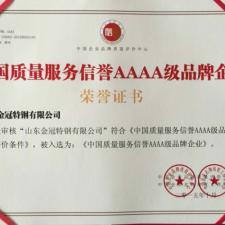 中国企业品牌质量评价中心
国质量服务信誉AAAA级品牌企
荣誉证书
金冠特钢有限公司
审核“山东金冠特钢有限公司”符合《中国质量服务信誉AAAA级品
价条件》，被入选为：《中国质量服务信誉AAAA级品牌企业》。